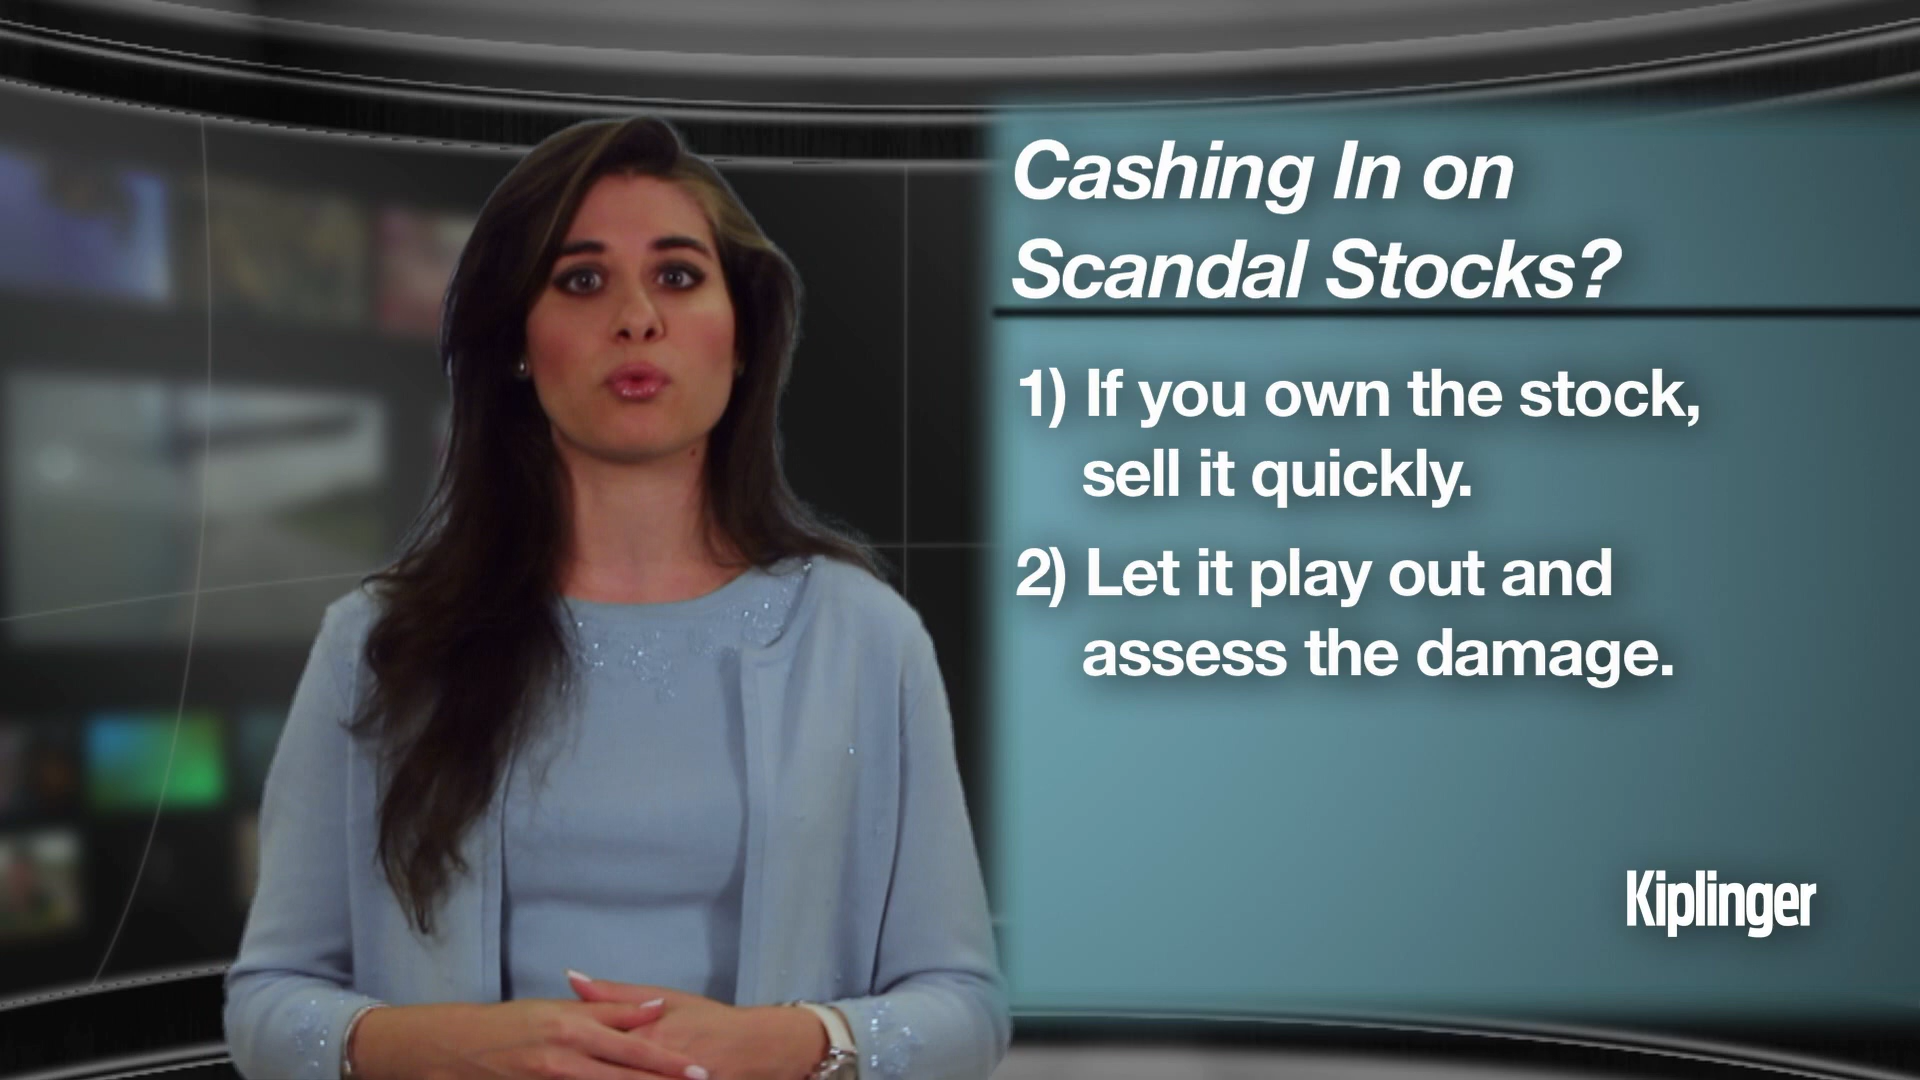 Cashing In on
Scandal Stocks?
1) If you own the stock,
sell it quickly.
2) Let it play out and
assess the damage.
Kiplinger